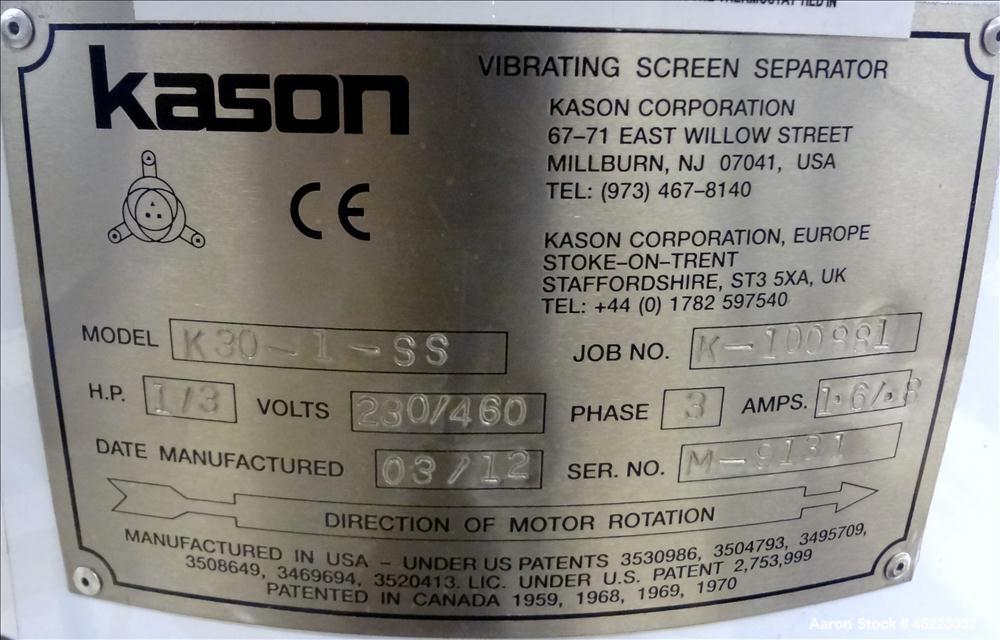 kason
VIBRATING SCREEN SEPARATOR
KASON CORPORATION
67-71 EAST WILLOW STREET
MILLBURN, NJ 07041, USA
TEL: (973) 467-8140
CE
KASON CORPORATION, EUROPE
STOKE-ON-TRENT
STAFFORDSHIRE, ST3 5XA, UK
TEL: +44 (0) 1782 597540
MODEL K30-1-SS JOB NO. K-100881
H.P. 1/3 VOLTS 230/460 PHASE 3 AMPS. 1.6/.8
DATE MANUFACTURED 03/12 SER. NO. M-9131
DIRECTION OF MOTOR ROTATION
MANUFACTURED IN USA - UNDER US PATENTS 3530986, 3504793, 3495709,
3508649, 3469694, 3520413. LIC. UNDER U.S. PATENT 2,753,999
PATENTED IN CANADA 1959, 1968, 1969, 1970
Aaron Stock # 45223002